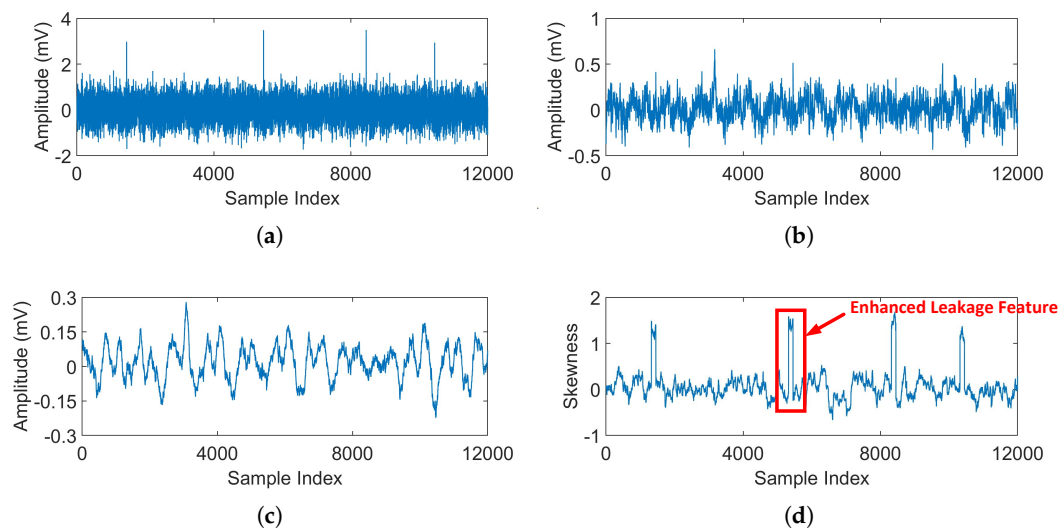 4
2
0
-2
Amplitude (mV)
0
4000
8000
12000
Sample Index
(a)
1
0.5
0
-0.5
Amplitude (mV)
0
4000
8000
12000
Sample Index
(b)
0.3
0.15
0
-0.15
-0.3
Amplitude (mV)
0
4000
8000
12000
Sample Index
(c)
2
1
0
-1
Skewness
Enhanced Leakage Feature
0
4000
8000
12000
Sample Index
(d)